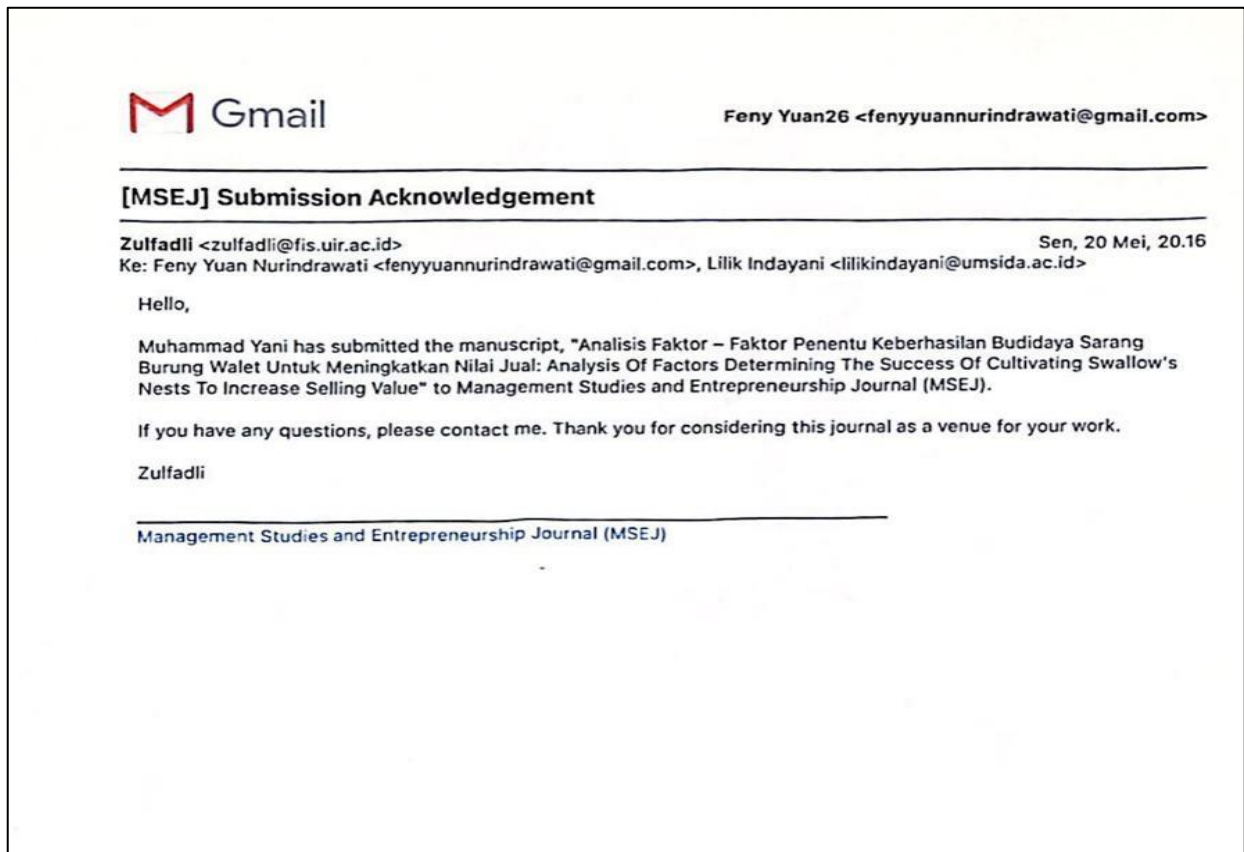 Gmail
Feny Yuan26 <fenyyuannurindrawati@gmail.com>
[MSEJ] Submission Acknowledgement
Zulfadli <zulfadli@fis.uir.ac.id>
Sen, 20 Mei, 20.16
Ke: Feny Yuan Nurindrawati <fenyyuannurindrawati@gmail.com>, Lilik Indayani <lilikindayani@umsida.ac.id>
Hello,
Muhammad Yani has submitted the manuscript, "Analisis Faktor – Faktor Penentu Keberhasilan Budidaya Sarang
Burung Walet Untuk Meningkatkan Nilai Jual: Analysis Of Factors Determining The Success Of Cultivating Swallow's
Nests To Increase Selling Value" to Management Studies and Entrepreneurship Journal (MSEJ).
If you have any questions, please contact me. Thank you for considering this journal as a venue for your work.
Zulfadli
Management Studies and Entrepreneurship Journal (MSEJ)